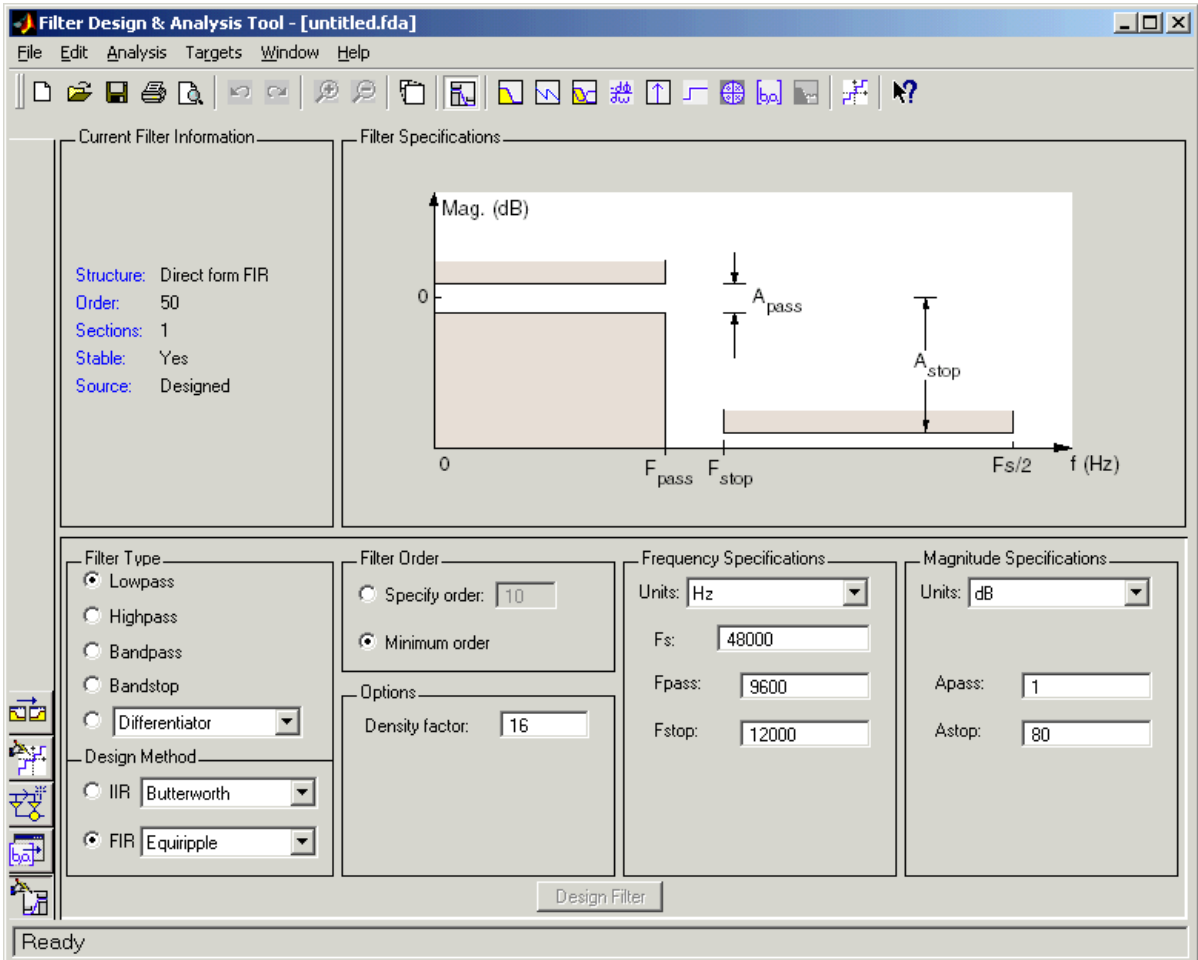 Filter Design & Analysis Tool - [untitled.fda]
File Edit Analysis Targets Window Help
Current Filter Information
Structure: Direct form FIR
Order: 50
Sections: 1
Stable: Yes
Source: Designed
Filter Specifications
Mag. (dB)
0
A pass
A stop
0
F pass
F stop
Fs/2
f (Hz)
Filter Type
Lowpass
Highpass
Bandpass
Bandstop
Differentiator
Design Method
IIR Butterworth
FIR Equiripple
Filter Order
Specify order: 10
Minimum order
Options
Density factor: 16
Frequency Specifications
Units: Hz
Fs: 48000
Fpass: 9600
Fstop: 12000
Magnitude Specifications
Units: dB
Apass: 1
Astop: 80
Design Filter
Ready